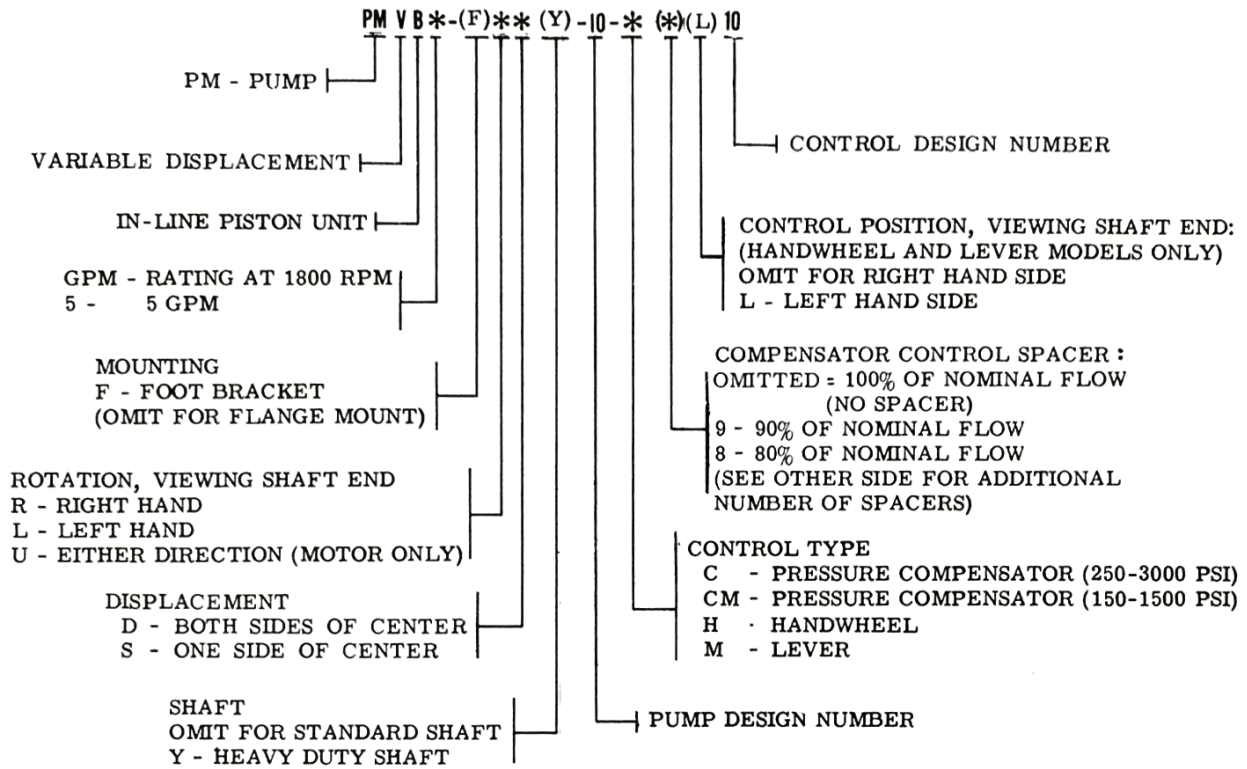 PM V B *-(F)** (Y) -10-* (*)(L) 10
PM - PUMP
VARIABLE DISPLACEMENT
IN-LINE PISTON UNIT
GPM - RATING AT 1800 RPM
5 - 5 GPM
MOUNTING
F - FOOT BRACKET
(OMIT FOR FLANGE MOUNT)
ROTATION, VIEWING SHAFT END
R - RIGHT HAND
L - LEFT HAND
U - EITHER DIRECTION (MOTOR ONLY)
DISPLACEMENT
D - BOTH SIDES OF CENTER
S - ONE SIDE OF CENTER
SHAFT
OMIT FOR STANDARD SHAFT
Y - HEAVY DUTY SHAFT
CONTROL DESIGN NUMBER
CONTROL POSITION, VIEWING SHAFT END:
(HANDWHEEL AND LEVER MODELS ONLY)
OMIT FOR RIGHT HAND SIDE
L - LEFT HAND SIDE
COMPENSATOR CONTROL SPACER :
OMITTED = 100% OF NOMINAL FLOW
(NO SPACER)
9 - 90% OF NOMINAL FLOW
8 - 80% OF NOMINAL FLOW
(SEE OTHER SIDE FOR ADDITIONAL
NUMBER OF SPACERS)
CONTROL TYPE
C - PRESSURE COMPENSATOR (250-3000 PSI)
CM - PRESSURE COMPENSATOR (150-1500 PSI)
H · HANDWHEEL
M - LEVER
PUMP DESIGN NUMBER